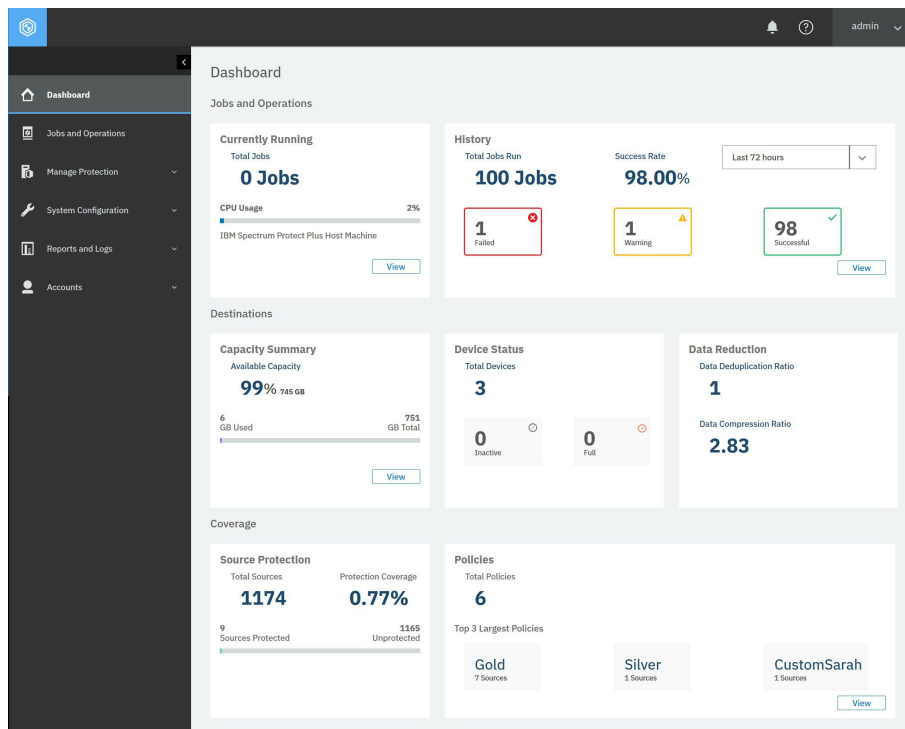 admin
Dashboard
Jobs and Operations
Manage Protection
System Configuration
Reports and Logs
Accounts
Dashboard
Jobs and Operations
Currently Running
Total Jobs
0 Jobs
CPU Usage 2%
IBM Spectrum Protect Plus Host Machine
View
History
Total Jobs Run Success Rate Last 72 hours
100 Jobs 98.00%
1 1 98
Failed Warning Successful
View
Destinations
Capacity Summary
Available Capacity
99% 745 GB
6 751
GB Used GB Total
View
Device Status
Total Devices
3
0 0
Inactive Full
Data Reduction
Data Deduplication Ratio
1
Data Compression Ratio
2.83
Coverage
Source Protection
Total Sources Protection Coverage
1174 0.77%
9 1165
Sources Protected Unprotected
Policies
Total Policies
6
Top 3 Largest Policies
Gold Silver CustomSarah
7 Sources 1 Sources 1 Sources
View